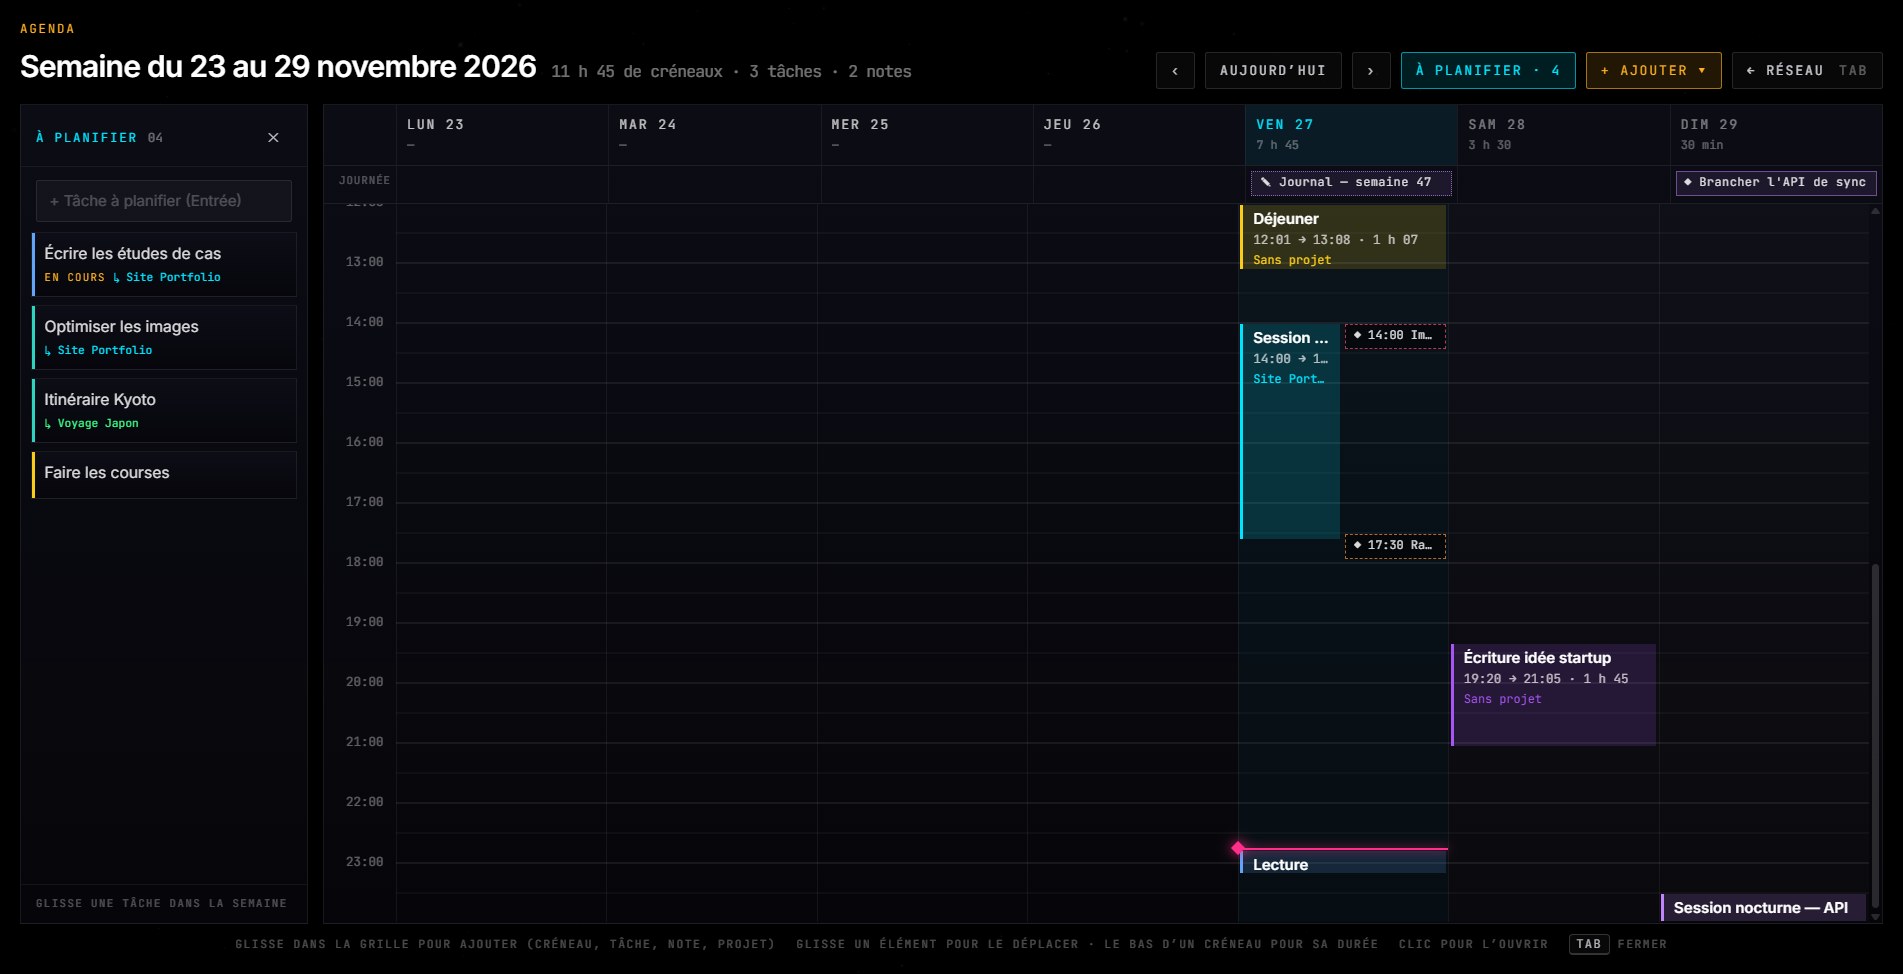 AGENDA
Semaine du 23 au 29 novembre 2026 11 h 45 de créneaux · 3 tâches · 2 notes
‹ AUJOURD’HUI › À PLANIFIER · 4 + AJOUTER ▾ ← RÉSEAU TAB
À PLANIFIER 04 ×
+ Tâche à planifier (Entrée)
Écrire les études de cas
EN COURS ↳ Site Portfolio
Optimiser les images
↳ Site Portfolio
Itinéraire Kyoto
↳ Voyage Japon
Faire les courses
GLISSE UNE TÂCHE DANS LA SEMAINE
LUN 23 MAR 24 MER 25 JEU 26 VEN 27 SAM 28 DIM 29
— — — — 7 h 45 3 h 30 30 min
JOURNÉE ✎ Journal — semaine 47 ◆ Brancher l'API de sync
12:00
Déjeuner
12:01 → 13:08 · 1 h 07
Sans projet
13:00
14:00
Session …
14:00 → 1…
Site Port…
◆ 14:00 Im…
15:00
16:00
17:00
◆ 17:30 Ra…
18:00
19:00
Écriture idée startup
19:20 → 21:05 · 1 h 45
Sans projet
20:00
21:00
22:00
23:00
Lecture
Session nocturne — API
GLISSE DANS LA GRILLE POUR AJOUTER (CRÉNEAU, TÂCHE, NOTE, PROJET) GLISSE UN ÉLÉMENT POUR LE DÉPLACER · LE BAS D’UN CRÉNEAU POUR SA DURÉE CLIC POUR L’OUVRIR TAB FERMER